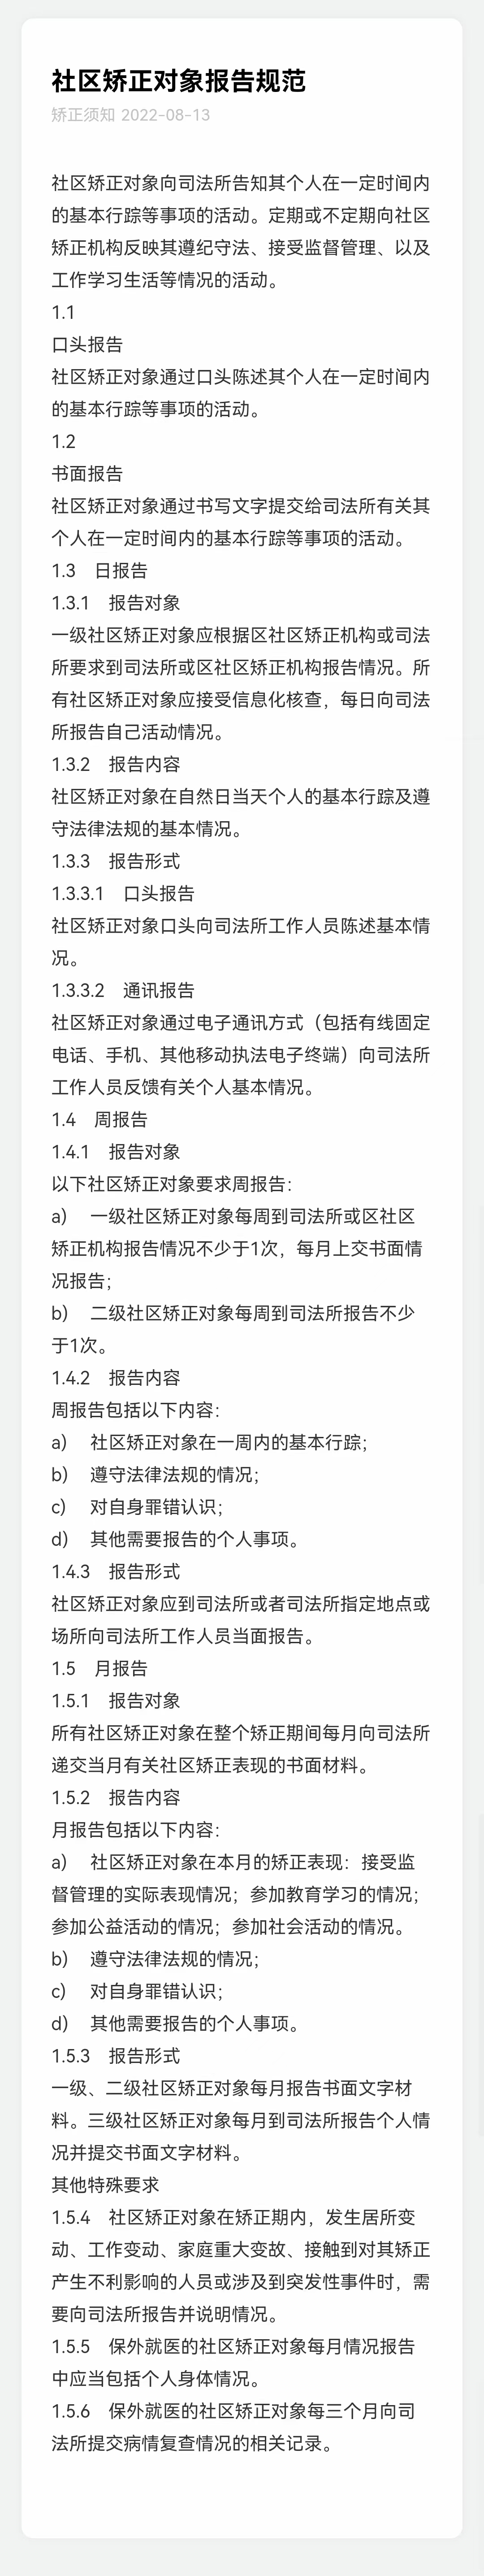 社区矫正对象报告规范
矫正须知 2022-08-13
社区矫正对象向司法所告知其个人在一定时间内
的基本行踪等事项的活动。定期或不定期向社区
矫正机构反映其遵纪守法、接受监督管理、以及
工作学习生活等情况的活动。
1.1
口头报告
社区矫正对象通过口头陈述其个人在一定时间内
的基本行踪等事项的活动。
1.2
书面报告
社区矫正对象通过书写文字提交给司法所有关其
个人在一定时间内的基本行踪等事项的活动。
1.3　日报告
1.3.1　报告对象
一级社区矫正对象应根据区社区矫正机构或司法
所要求到司法所或区社区矫正机构报告情况。所
有社区矫正对象应接受信息化核查，每日向司法
所报告自己活动情况。
1.3.2　报告内容
社区矫正对象在自然日当天个人的基本行踪及遵
守法律法规的基本情况。
1.3.3　报告形式
1.3.3.1　口头报告
社区矫正对象口头向司法所工作人员陈述基本情
况。
1.3.3.2　通讯报告
社区矫正对象通过电子通讯方式（包括有线固定
电话、手机、其他移动执法电子终端）向司法所
工作人员反馈有关个人基本情况。
1.4　周报告
1.4.1　报告对象
以下社区矫正对象要求周报告：
a)　一级社区矫正对象每周到司法所或区社区
矫正机构报告情况不少于1次，每月上交书面情
况报告；
b)　二级社区矫正对象每周到司法所报告不少
于1次。
1.4.2　报告内容
周报告包括以下内容：
a)　社区矫正对象在一周内的基本行踪；
b)　遵守法律法规的情况；
c)　对自身罪错认识；
d)　其他需要报告的个人事项。
1.4.3　报告形式
社区矫正对象应到司法所或者司法所指定地点或
场所向司法所工作人员当面报告。
1.5　月报告
1.5.1　报告对象
所有社区矫正对象在整个矫正期间每月向司法所
递交当月有关社区矫正表现的书面材料。
1.5.2　报告内容
月报告包括以下内容：
a)　社区矫正对象在本月的矫正表现：接受监
督管理的实际表现情况；参加教育学习的情况；
参加公益活动的情况；参加社会活动的情况。
b)　遵守法律法规的情况；
c)　对自身罪错认识；
d)　其他需要报告的个人事项。
1.5.3　报告形式
一级、二级社区矫正对象每月报告书面文字材
料。三级社区矫正对象每月到司法所报告个人情
况并提交书面文字材料。
其他特殊要求
1.5.4　社区矫正对象在矫正期内，发生居所变
动、工作变动、家庭重大变故、接触到对其矫正
产生不利影响的人员或涉及到突发性事件时，需
要向司法所报告并说明情况。
1.5.5　保外就医的社区矫正对象每月情况报告
中应当包括个人身体情况。
1.5.6　保外就医的社区矫正对象每三个月向司
法所提交病情复查情况的相关记录。